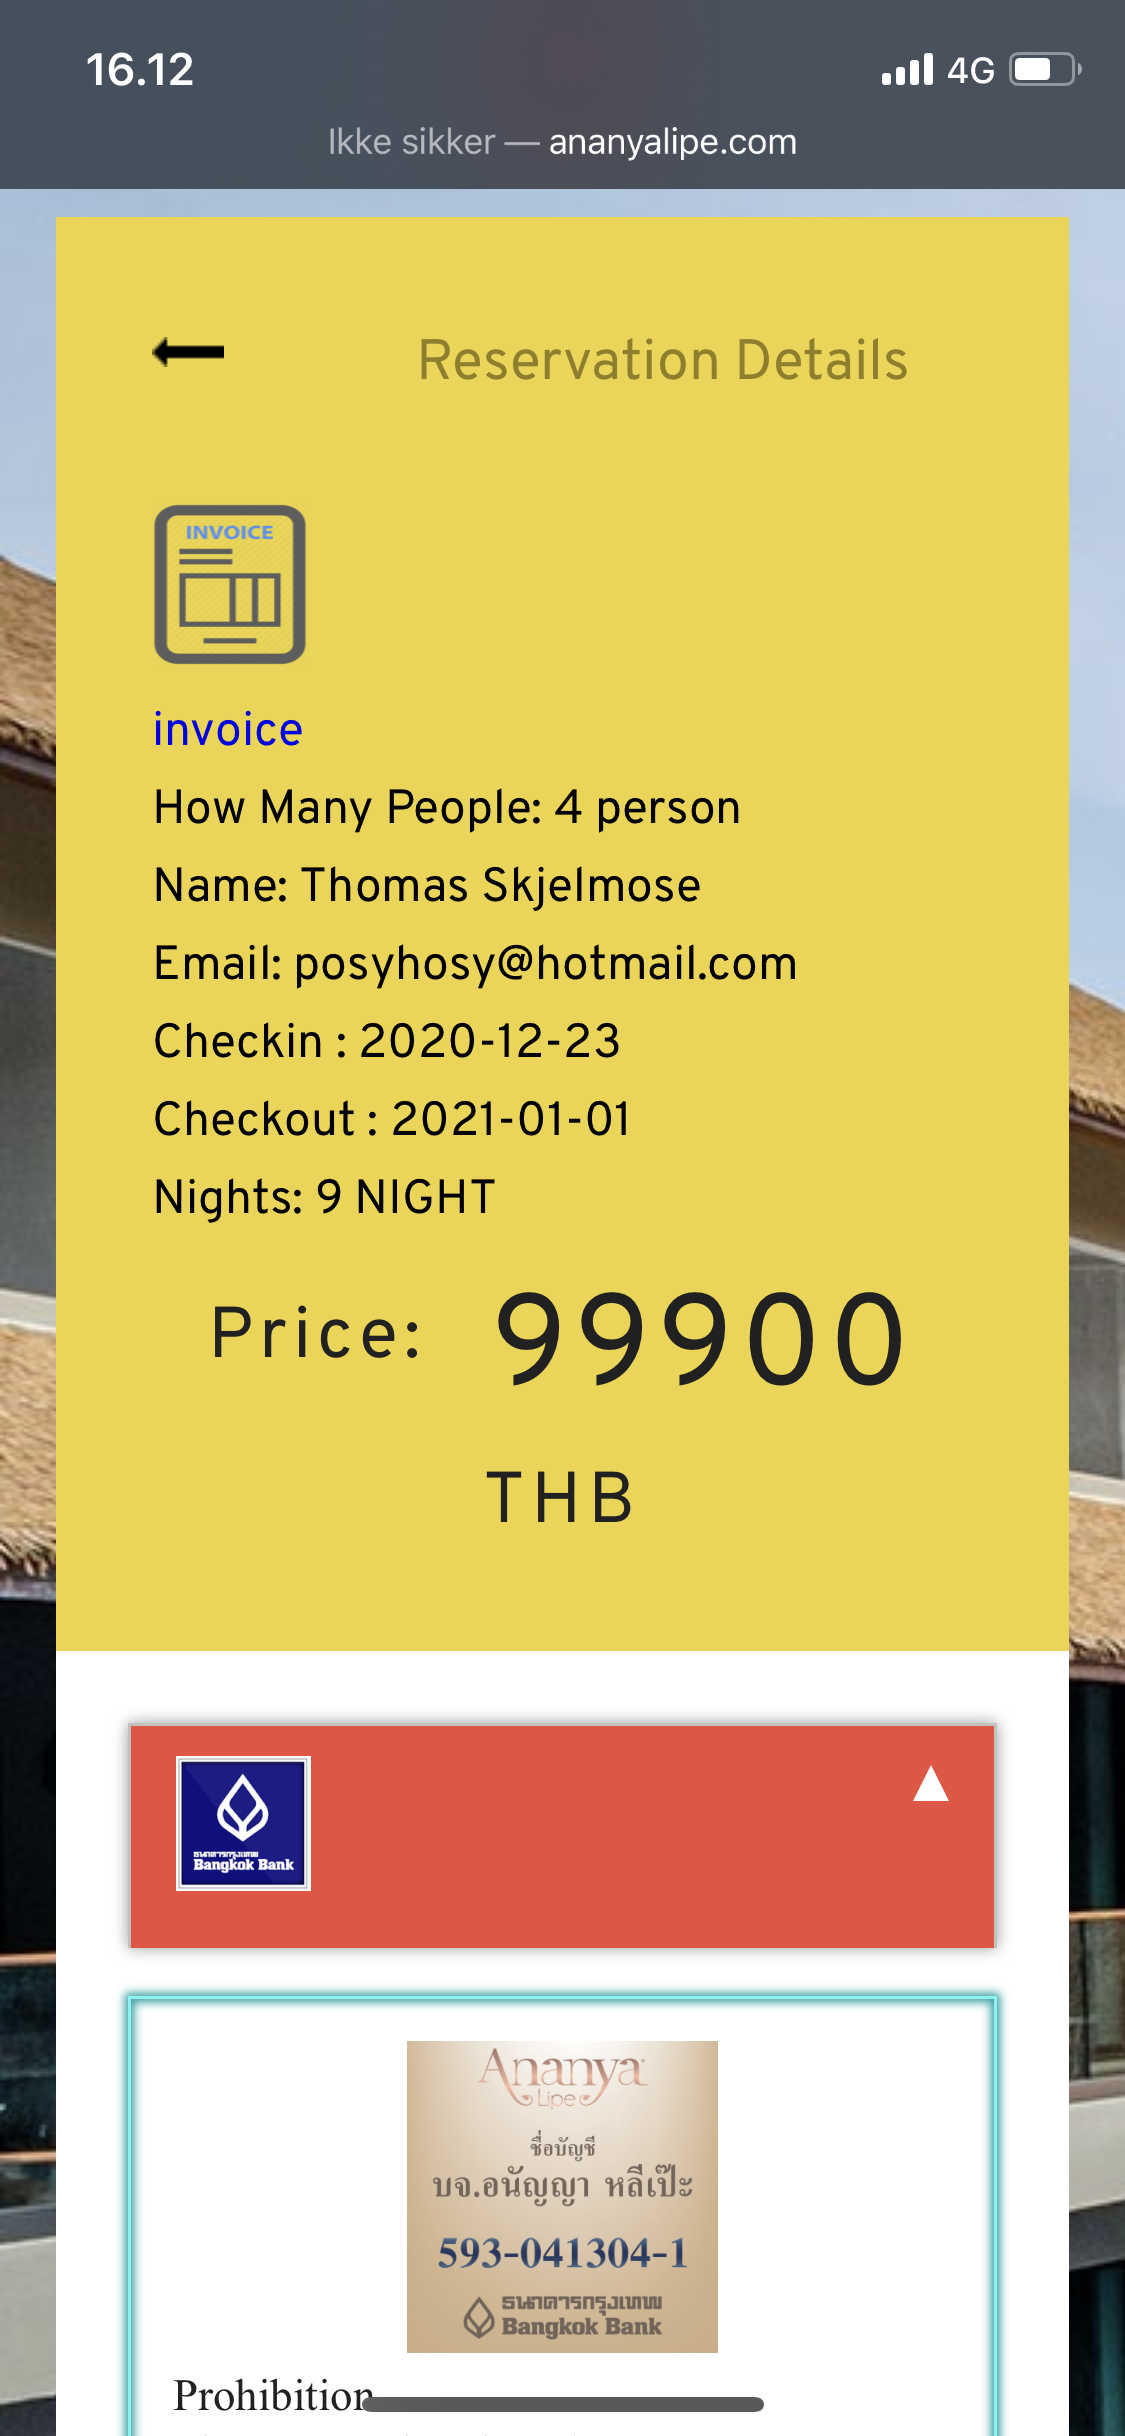 16.12
4G
Ikke sikker — ananyalipe.com
Reservation Details
INVOICE
invoice
How Many People: 4 person
Name: Thomas Skjelmose
Email: posyhosy@hotmail.com
Checkin : 2020-12-23
Checkout : 2021-01-01
Nights: 9 NIGHT
Price: 99900
THB
ธนาคารกรุงเทพ
Bangkok Bank
Ananya
Lipe
ชื่อบัญชี
บจ.อนัญญา หลีเป๊ะ
593-041304-1
ธนาคารกรุงเทพ
Bangkok Bank
Prohibition